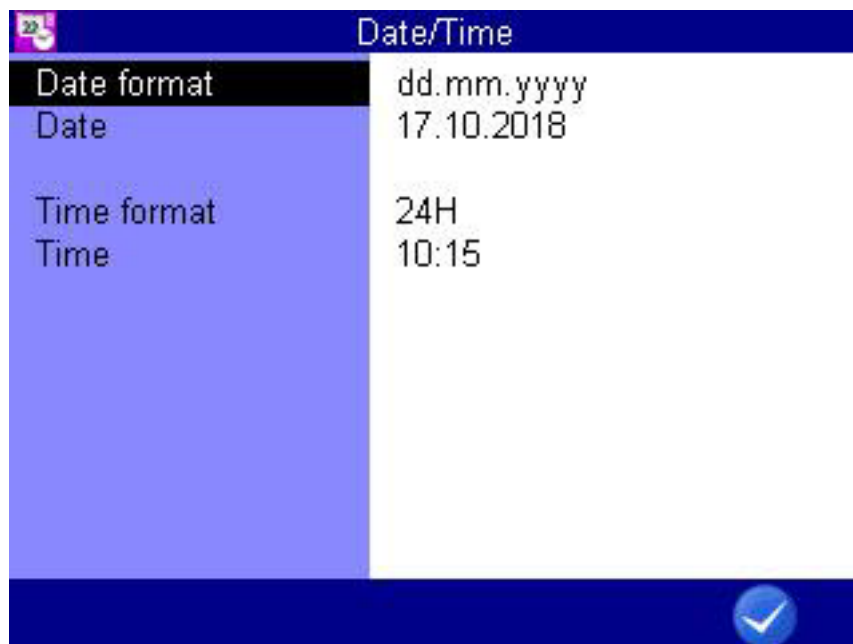 Date/Time
Date format dd.mm.yyyy
Date 17.10.2018
Time format 24H
Time 10:15